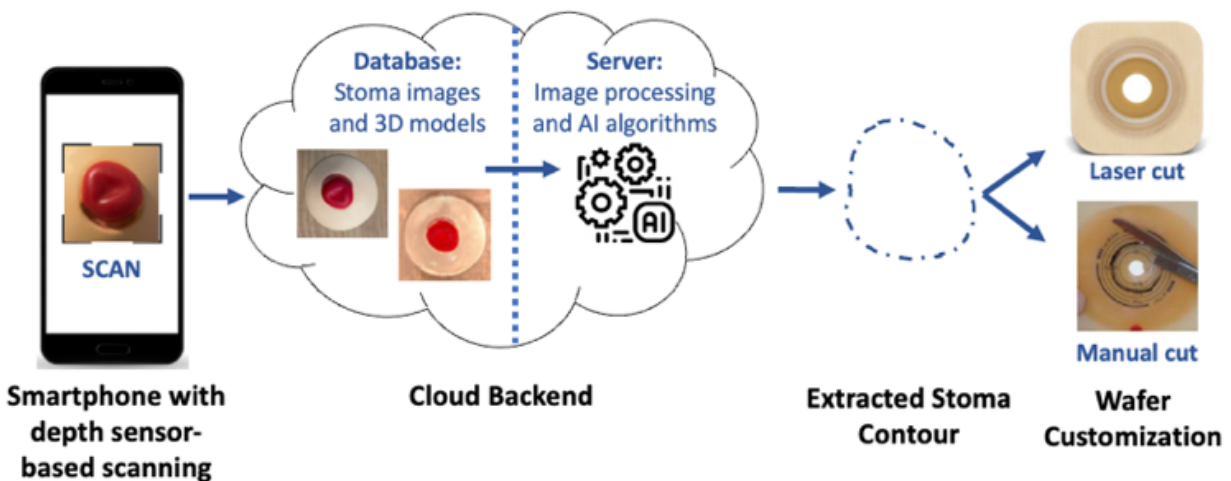 SCAN
Smartphone with
depth sensor-
based scanning
Database:
Stoma images
and 3D models
Server:
Image processing
and AI algorithms
AI
Cloud Backend
Extracted Stoma
Contour
Laser cut
Manual cut
Wafer
Customization